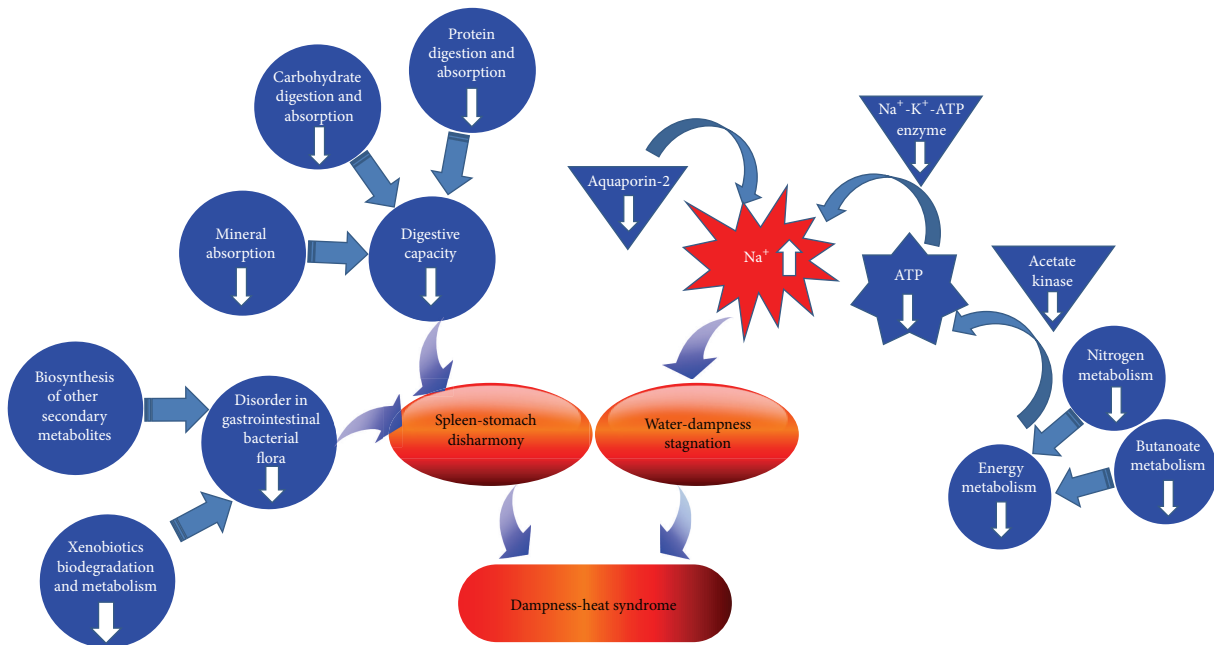 Protein
digestion and
absorption
Carbohydrate
digestion and
absorption
Mineral
absorption
Digestive
capacity
Biosynthesis
of other
secondary
metabolites
Disorder in
gastrointestinal
bacterial
flora
Xenobiotics
biodegradation
and metabolism
Spleen-stomach
disharmony
Water-dampness
stagnation
Dampness-heat syndrome
Aquaporin-2
Na⁺
Na⁺-K⁺-ATP
enzyme
ATP
Acetate
kinase
Nitrogen
metabolism
Butanoate
metabolism
Energy
metabolism